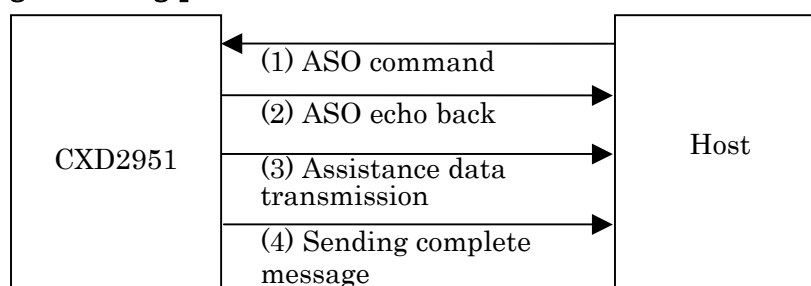 (1) ASO command
(2) ASO echo back
CXD2951
Host
(3) Assistance data
transmission
(4) Sending complete
message